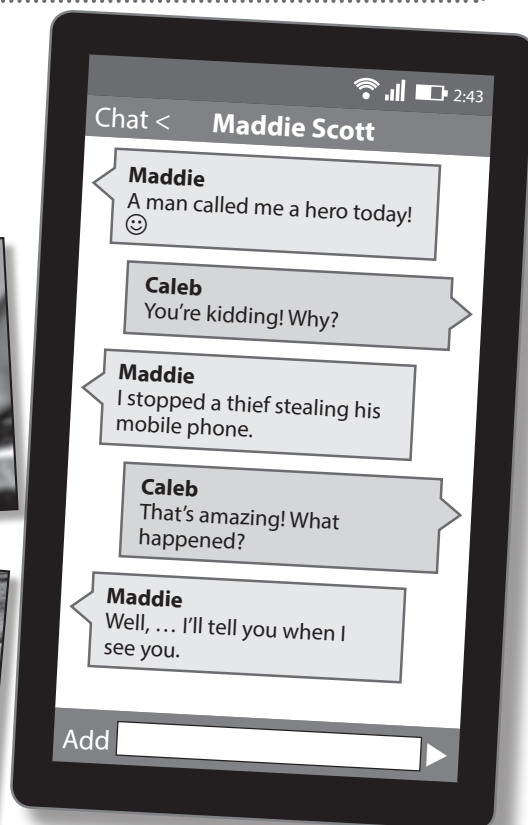 2:43
Chat < Maddie Scott
Maddie
A man called me a hero today!
☺
Caleb
You're kidding! Why?
Maddie
I stopped a thief stealing his
mobile phone.
Caleb
That's amazing! What
happened?
Maddie
Well, … I'll tell you when I
see you.
Add